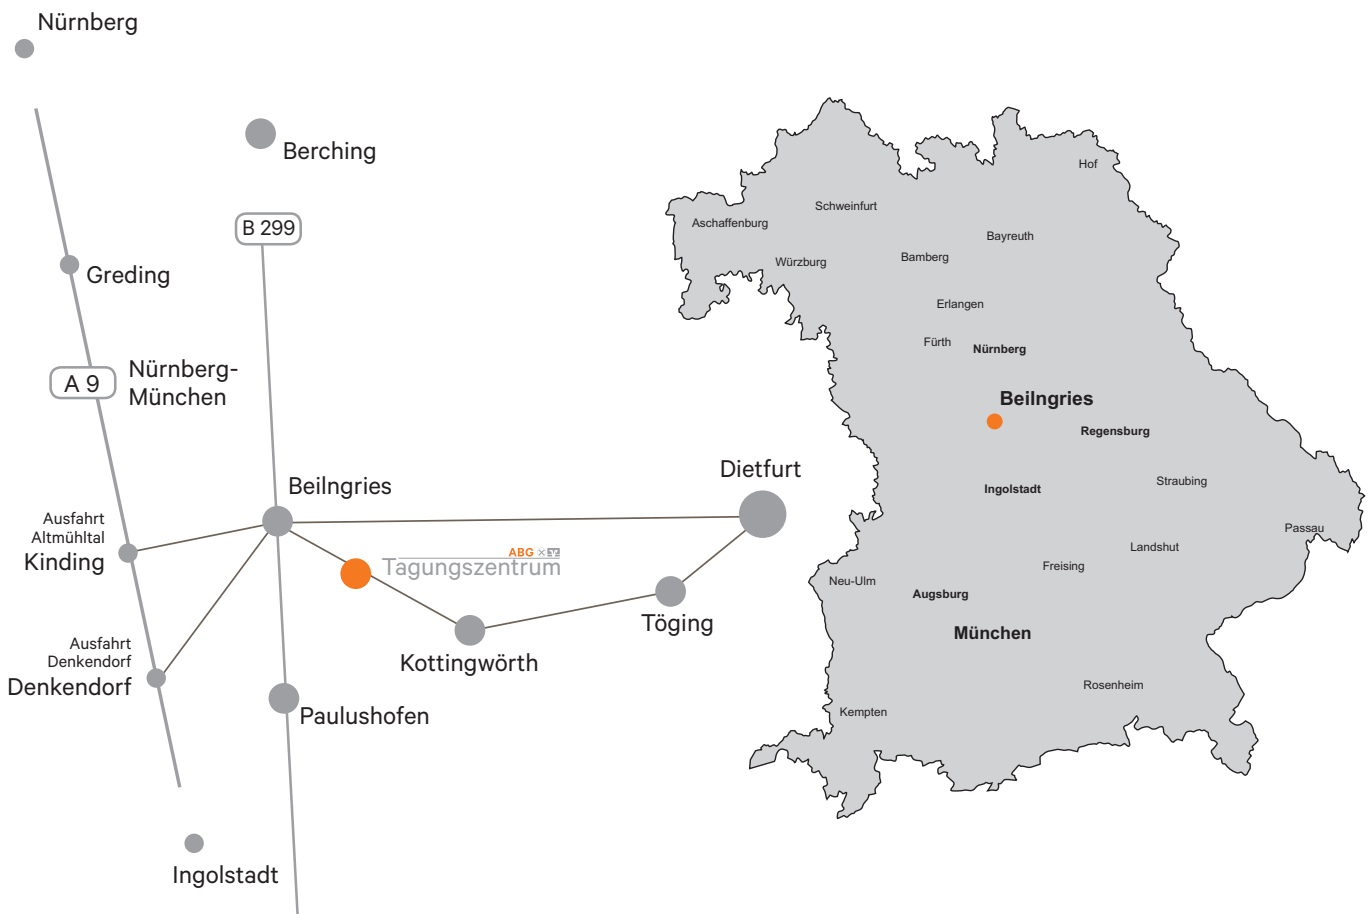 Nürnberg
Berching
B 299
Greding
A 9
Nürnberg-
München
Beilngries
Dietfurt
Ausfahrt
Altmühltal
Kinding
ABG
Tagungszentrum
Töging
Ausfahrt
Denkendorf
Denkendorf
Kottingwörth
Paulushofen
Ingolstadt
Hof
Schweinfurt
Aschaffenburg
Bayreuth
Würzburg
Bamberg
Erlangen
Fürth
Nürnberg
Beilngries
Regensburg
Straubing
Ingolstadt
Passau
Landshut
Freising
Neu-Ulm
Augsburg
München
Rosenheim
Kempten